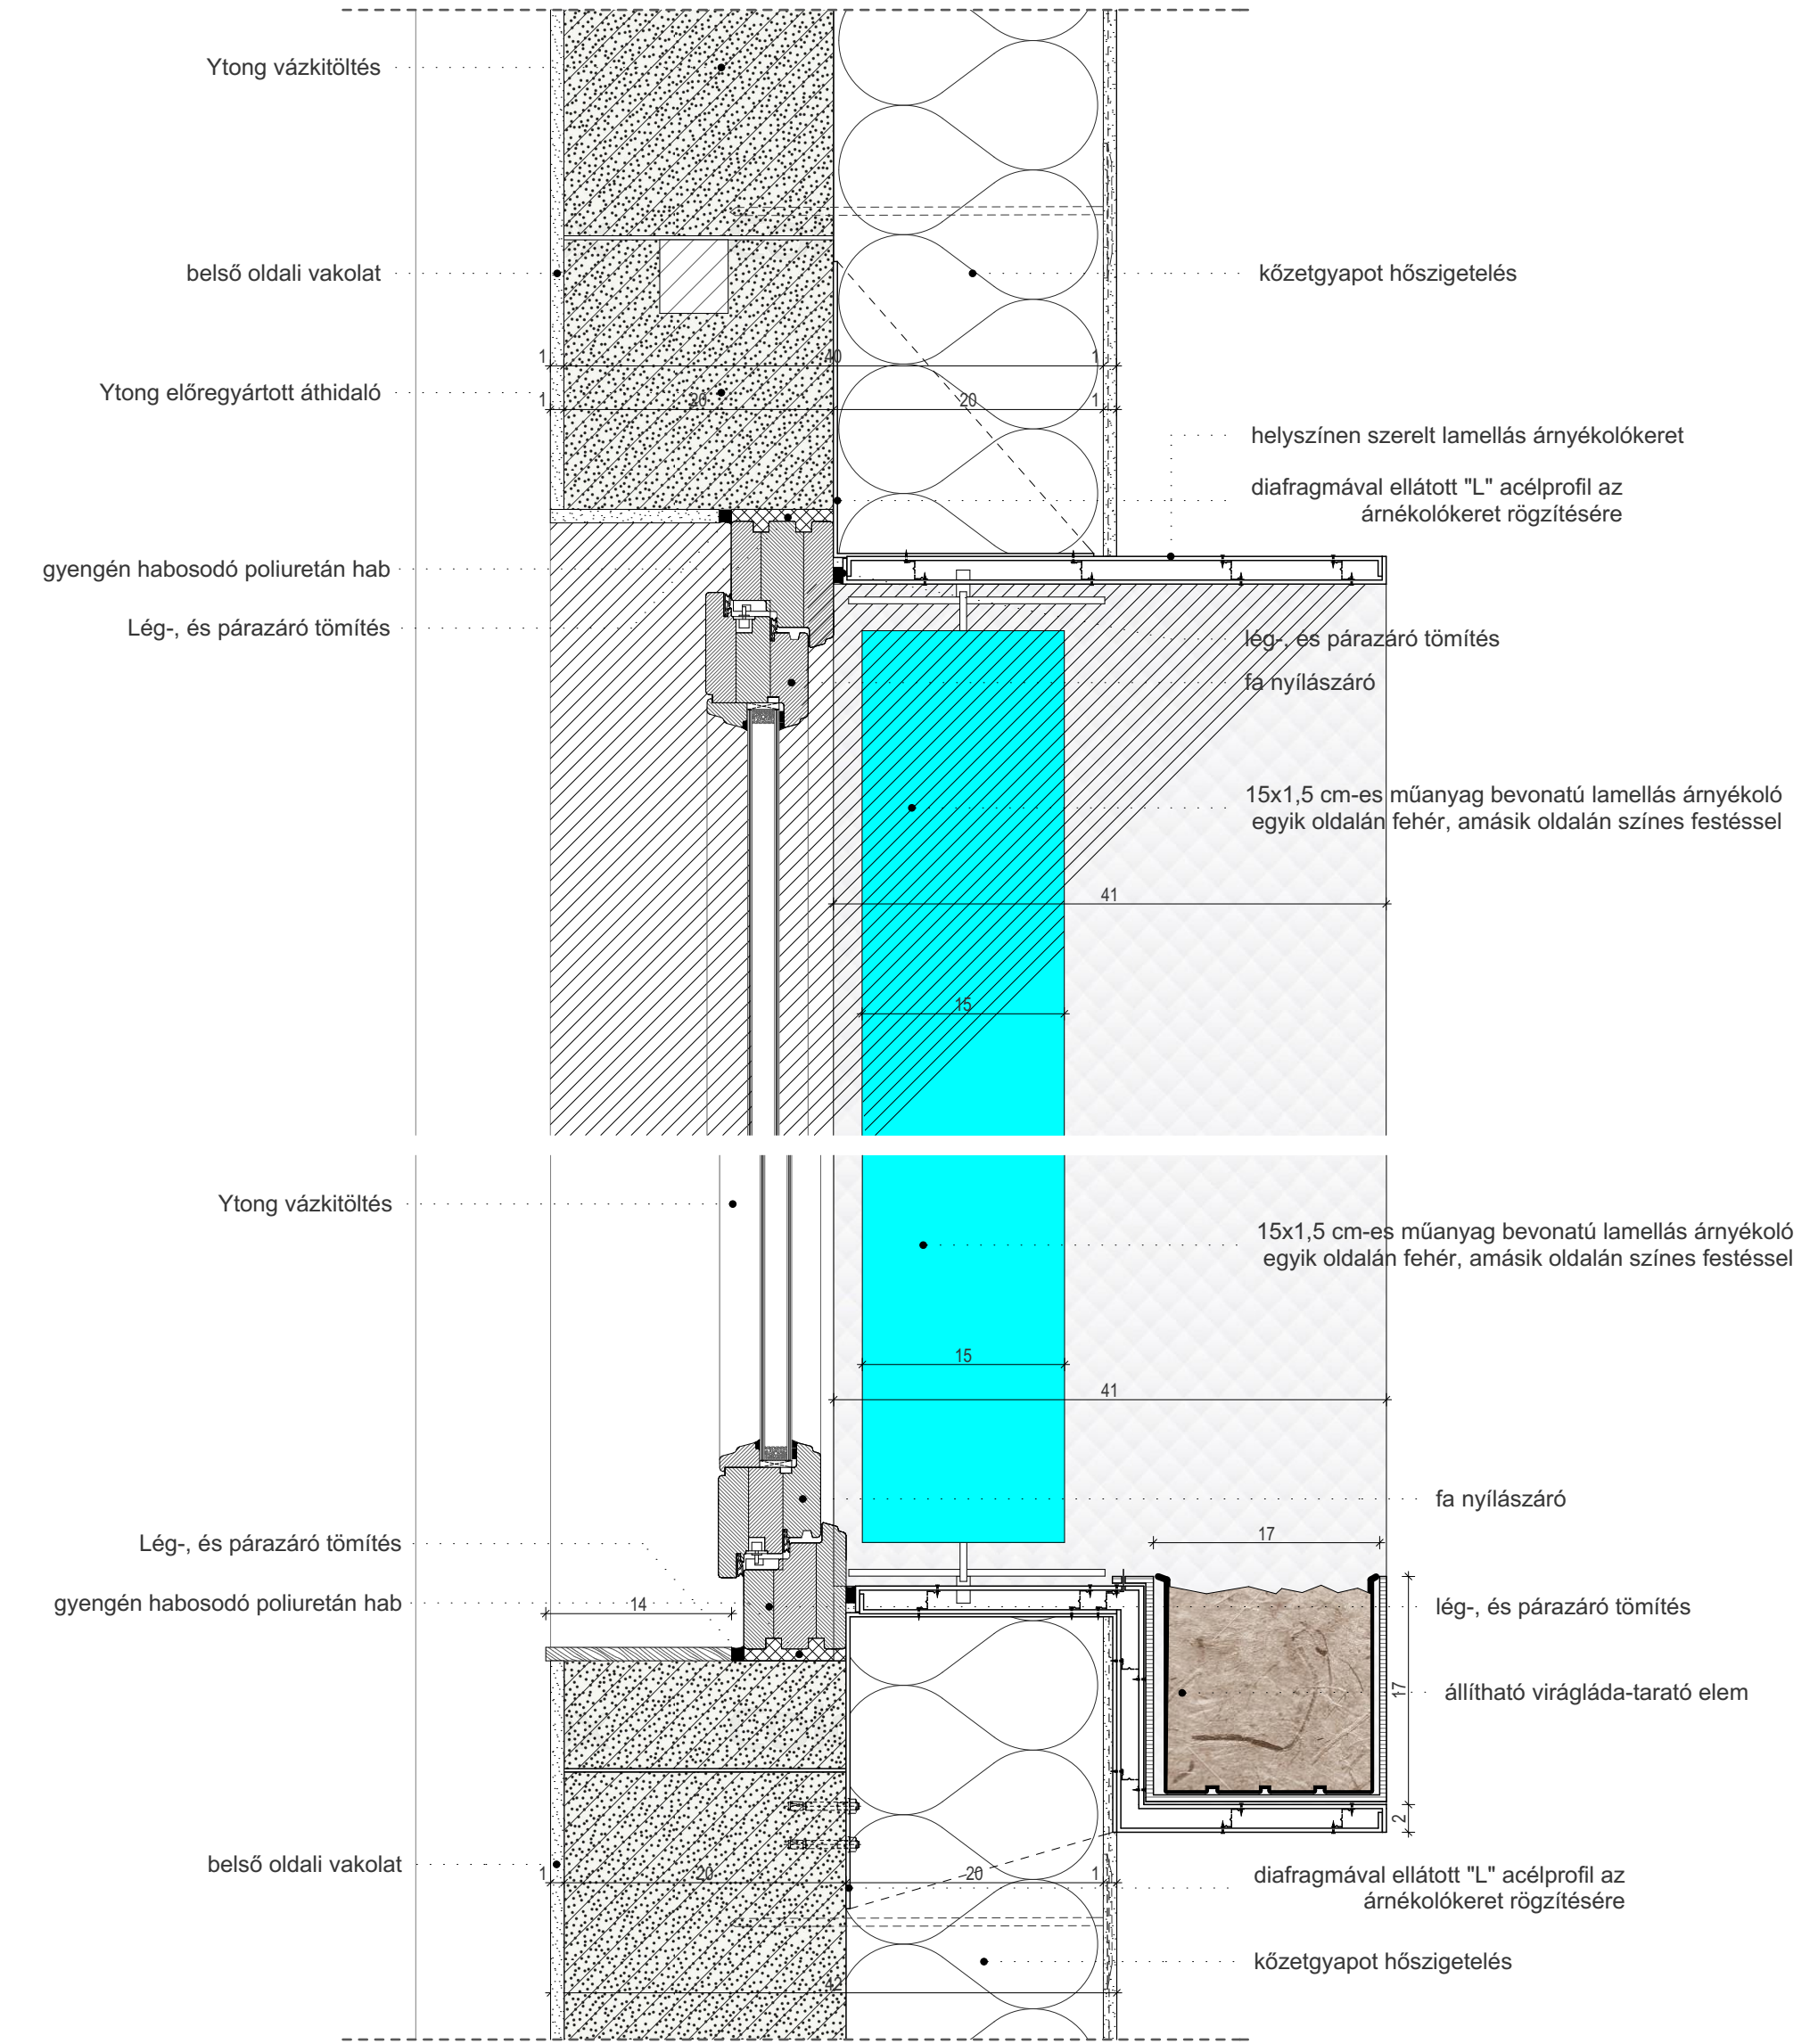 Ytong vázkitöltés
belső oldali vakolat
kőzetgyapot hőszigetelés
1 40 1
Ytong előregyártott áthidaló
1 20 20 1
helyszínen szerelt lamellás árnyékolókeret
diafragmával ellátott "L" acélprofil az
árnékolókeret rögzítésére
gyengén habosodó poliuretán hab
Lég-, és párazáró tömítés
lég-, és párazáró tömítés
fa nyílászáró
15x1,5 cm-es műanyag bevonatú lamellás árnyékoló
egyik oldalán fehér, amásik oldalán színes festéssel
41
15
Ytong vázkitöltés
15x1,5 cm-es műanyag bevonatú lamellás árnyékoló
egyik oldalán fehér, amásik oldalán színes festéssel
15
41
fa nyílászáró
17
Lég-, és párazáró tömítés
gyengén habosodó poliuretán hab
14
lég-, és párazáró tömítés
17
állítható virágláda-tarató elem
2
belső oldali vakolat
1 20 20 1
diafragmával ellátott "L" acélprofil az
árnékolókeret rögzítésére
kőzetgyapot hőszigetelés
42